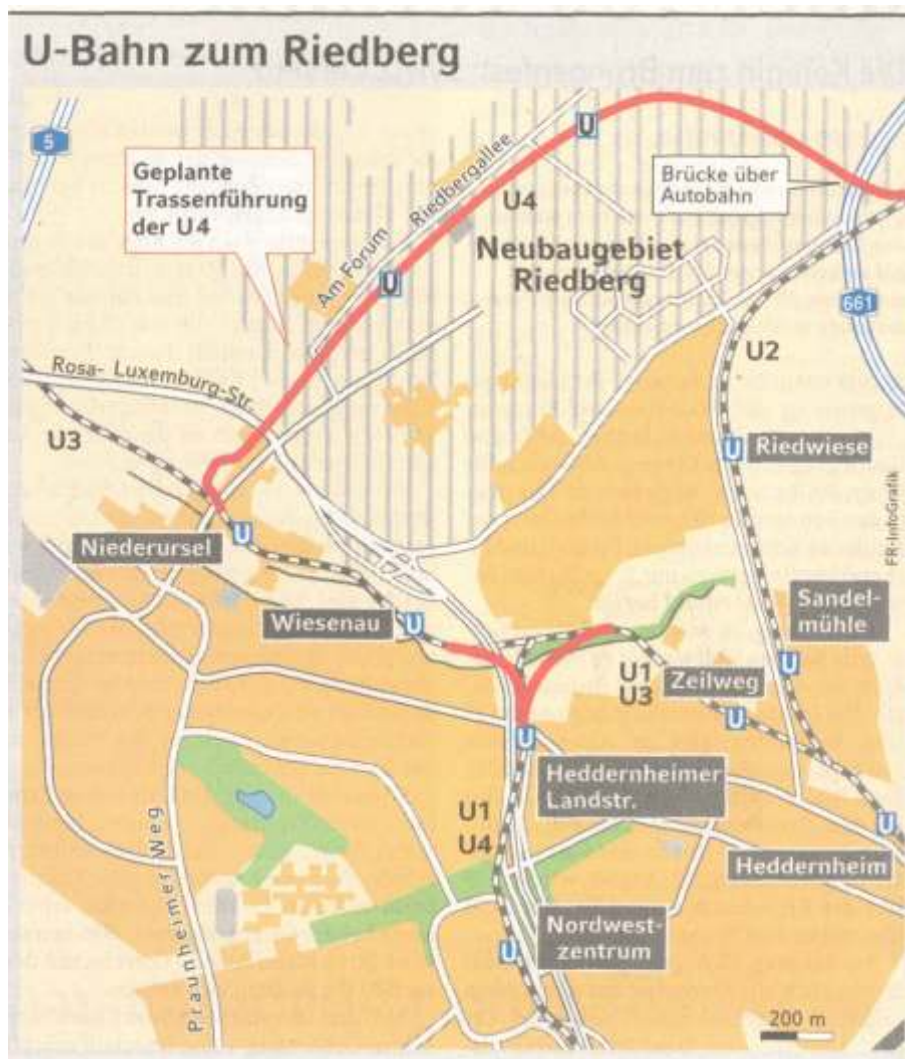 U-Bahn zum Riedberg
5
Geplante
Trassenführung
der U4
Am Forum
Riedbergallee
U
U
U4
Brücke über
Autobahn
Neubaugebiet
Riedberg
661
U2
Rosa- Luxemburg-Str.
U3
U
Riedwiese
FR-InfoGrafik
U
Niederursel
Wiesenau
U
Sandel-
mühle
U
U1
U3
Zeilweg
U
U
Heddernheimer
Landstr.
U1
U4
U
Heddernheim
Praunheimer Weg
Nordwest-
zentrum
U
200 m